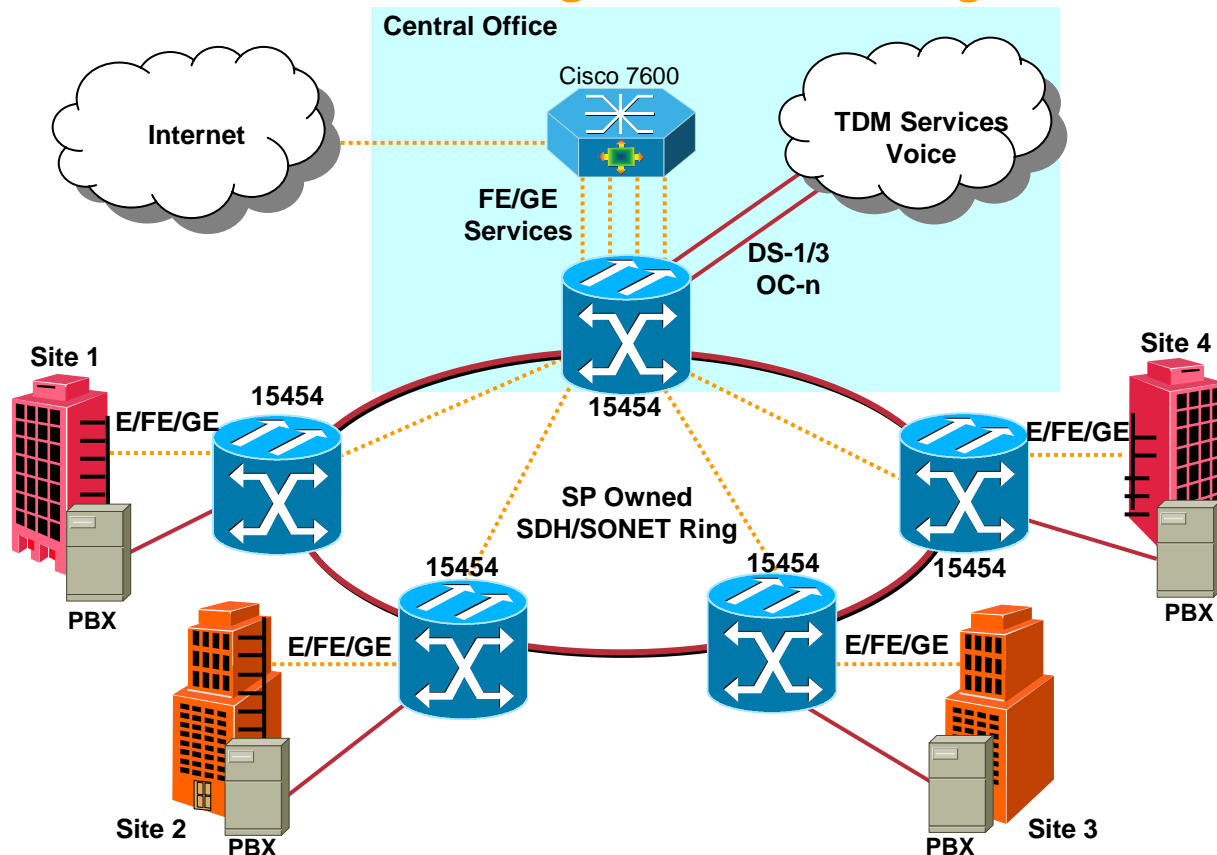 Central Office
Cisco 7600
Internet
TDM Services
Voice
FE/GE
Services
DS-1/3
OC-n
Site 1
Site 4
15454
15454
E/FE/GE
E/FE/GE
SP Owned
SDH/SONET Ring
15454
15454
15454
PBX
PBX
E/FE/GE
E/FE/GE
Site 2
PBX
PBX
Site 3